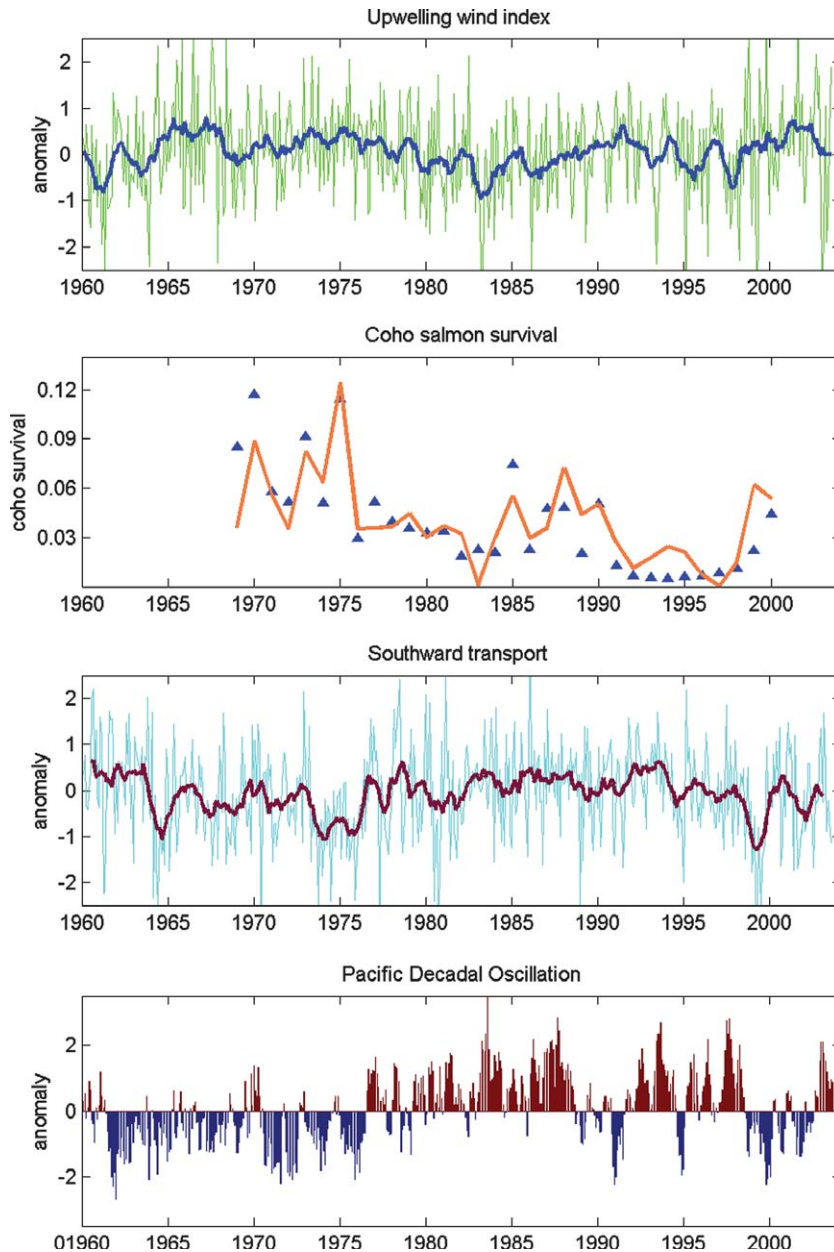 Upwelling wind index
anomaly
2
1
0
-1
-2
1960 1965 1970 1975 1980 1985 1990 1995 2000
Coho salmon survival
coho survival
0.12
0.09
0.06
0.03
1960 1965 1970 1975 1980 1985 1990 1995 2000
Southward transport
anomaly
2
1
0
-1
-2
1960 1965 1970 1975 1980 1985 1990 1995 2000
Pacific Decadal Oscillation
anomaly
2
0
-2
01960 1965 1970 1975 1980 1985 1990 1995 2000